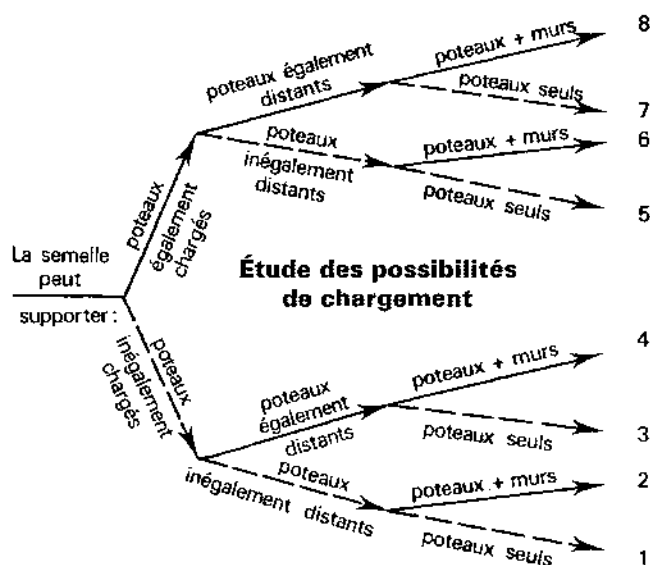 8
poteaux + murs
poteaux également
distants
poteaux seuls
7
poteaux
inégalement
distants
poteaux + murs
6
poteaux seuls
5
poteaux
également
chargés
La semelle
peut
supporter :
Étude des possibilités
de chargement
poteaux
inégalement
chargés
4
poteaux + murs
poteaux
également
distants
poteaux seuls
3
poteaux
inégalement distants
poteaux + murs
2
poteaux seuls
1